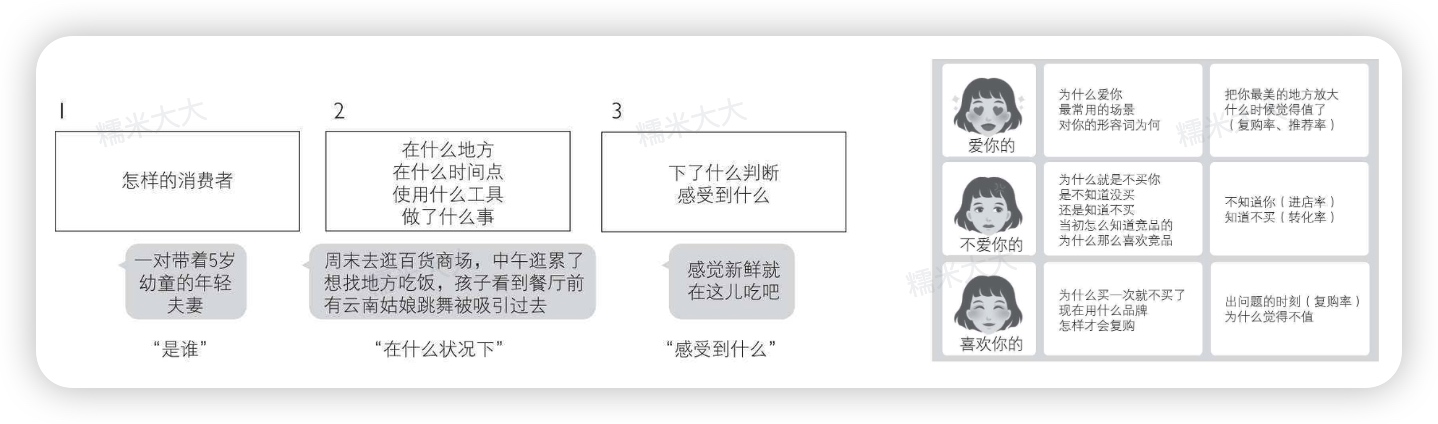 1
怎样的消费者
一对带着5岁
幼童的年轻
夫妻
“是谁”
2
在什么地方
在什么时间点
使用什么工具
做了什么事
周末去逛百货商场，中午逛累了
想找地方吃饭，孩子看到餐厅前
有云南姑娘跳舞被吸引过去
“在什么状况下”
3
下了什么判断
感受到什么
感觉新鲜就
在这儿吃吧
“感受到什么”
爱你的
为什么爱你
最常用的场景
对你的形容词为何
把你最美的地方放大
什么时候觉得值了
（复购率、推荐率）
不爱你的
为什么就是不买你
是不知道没买
还是知道不买
当初怎么知道竞品的
为什么那么喜欢竞品
不知道你（进店率）
知道不买（转化率）
喜欢你的
为什么买一次就不买了
现在用什么品牌
怎样才会复购
出问题的时刻（复购率）
为什么觉得不值
糯米大大
糯米大大
糯米大大
糯米大大